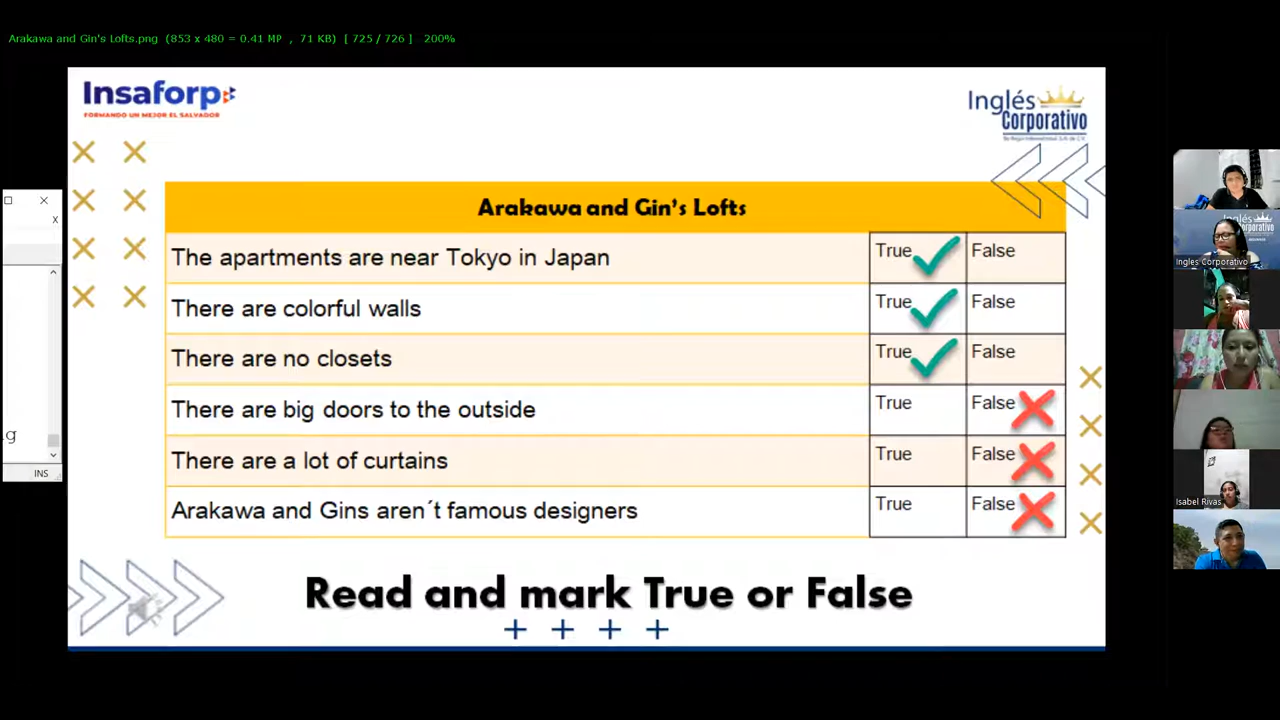 Arakawa and Gin's Lofts.png (853 x 480 = 0.41 MP , 71 KB) [ 725 / 726 ] 200%
Insaforp
FORMANDO UN MEJOR EL SALVADOR
Inglés
Corporativo
Arakawa and Gin's Lofts
The apartments are near Tokyo in Japan True False
There are colorful walls True False
There are no closets True False
There are big doors to the outside True False
There are a lot of curtains True False
Arakawa and Gins aren´t famous designers True False
Read and mark True or False
x
g
INS
Inglés
Corporativo
Ingles Corporativo
Isabel Rivas